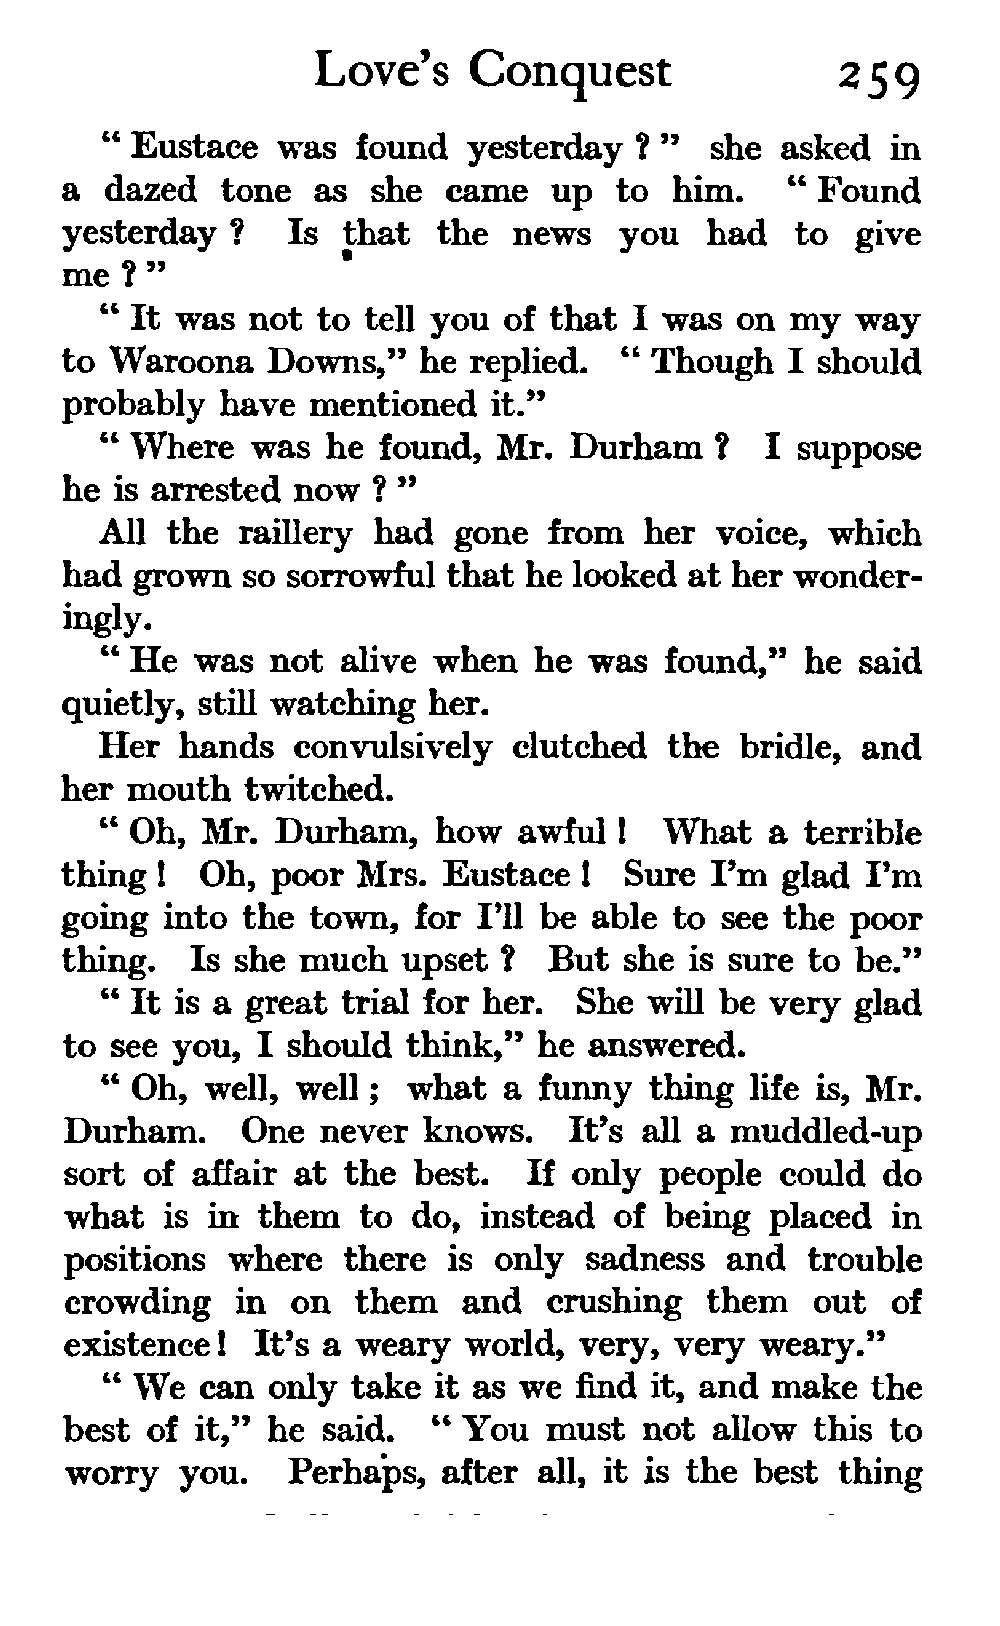 Love's Conquest 259
“ Eustace was found yesterday ? ” she asked in
a dazed tone as she came up to him. “ Found
yesterday ? Is that the news you had to give
me ? ”
“ It was not to tell you of that I was on my way
to Waroona Downs,” he replied. “ Though I should
probably have mentioned it.”
“ Where was he found, Mr. Durham ? I suppose
he is arrested now ? ”
All the raillery had gone from her voice, which
had grown so sorrowful that he looked at her wonder-
ingly.
“ He was not alive when he was found,” he said
quietly, still watching her.
Her hands convulsively clutched the bridle, and
her mouth twitched.
“ Oh, Mr. Durham, how awful ! What a terrible
thing ! Oh, poor Mrs. Eustace ! Sure I'm glad I'm
going into the town, for I'll be able to see the poor
thing. Is she much upset ? But she is sure to be.”
“ It is a great trial for her. She will be very glad
to see you, I should think,” he answered.
“ Oh, well, well ; what a funny thing life is, Mr.
Durham. One never knows. It's all a muddled-up
sort of affair at the best. If only people could do
what is in them to do, instead of being placed in
positions where there is only sadness and trouble
crowding in on them and crushing them out of
existence ! It's a weary world, very, very weary.”
“ We can only take it as we find it, and make the
best of it,” he said. “ You must not allow this to
worry you. Perhaps, after all, it is the best thing